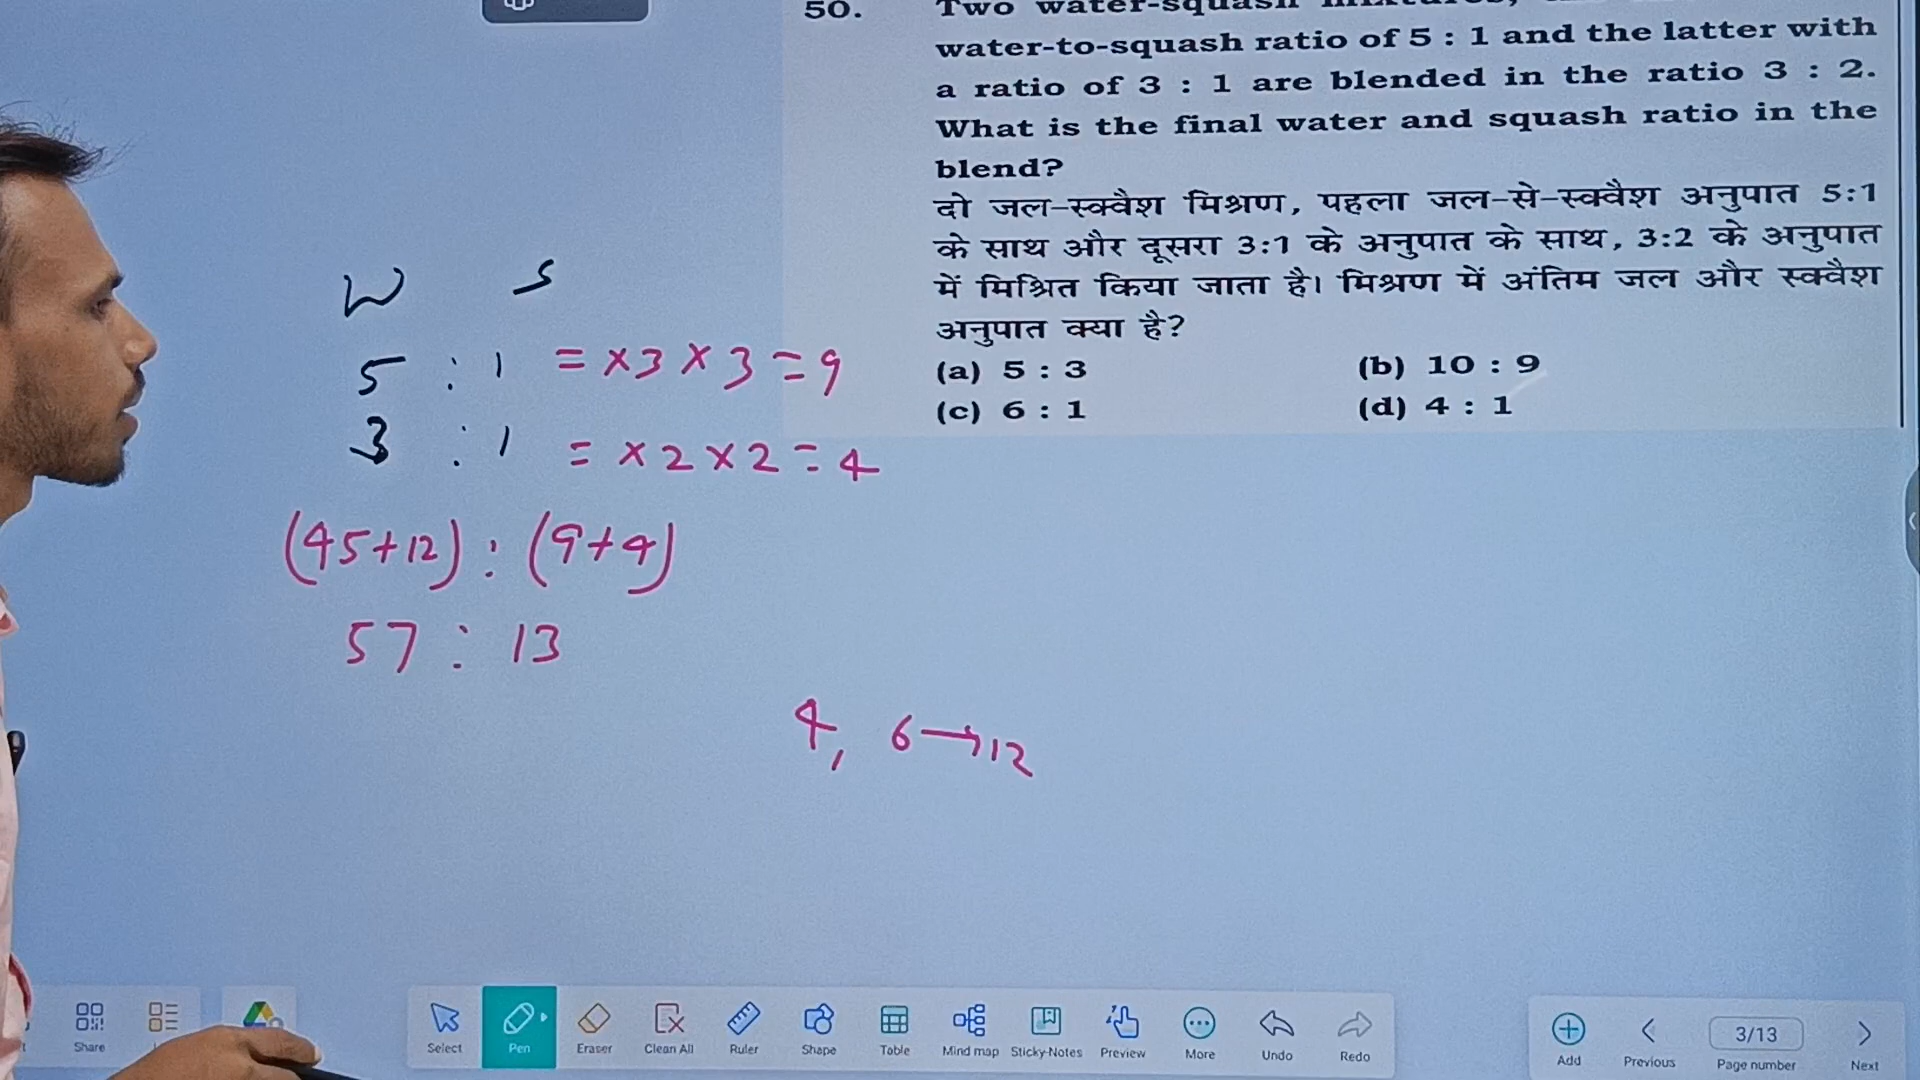 50.
Two water-squash mixtures,
water-to-squash ratio of 5 : 1 and the latter with
a ratio of 3 : 1 are blended in the ratio 3 : 2.
What is the final water and squash ratio in the
blend?
दो जल-स्क्वैश मिश्रण, पहला जल-से-स्क्वैश अनुपात 5:1
के साथ और दूसरा 3:1 के अनुपात के साथ, 3:2 के अनुपात
में मिश्रित किया जाता है। मिश्रण में अंतिम जल और स्क्वैश
अनुपात क्या है?
(a) 5 : 3 (b) 10 : 9
(c) 6 : 1 (d) 4 : 1
W S
5 : 1 = ×3 × 3 = 9
3 : 1 = ×2 × 2 = 4
(45+12) : (9+4)
57 : 13
4, 6→12
Share
Select Pen Eraser Clean All Ruler Shape Table Mind map Sticky-Notes Preview More Undo Redo
Add Previous 3/13 Page number Next